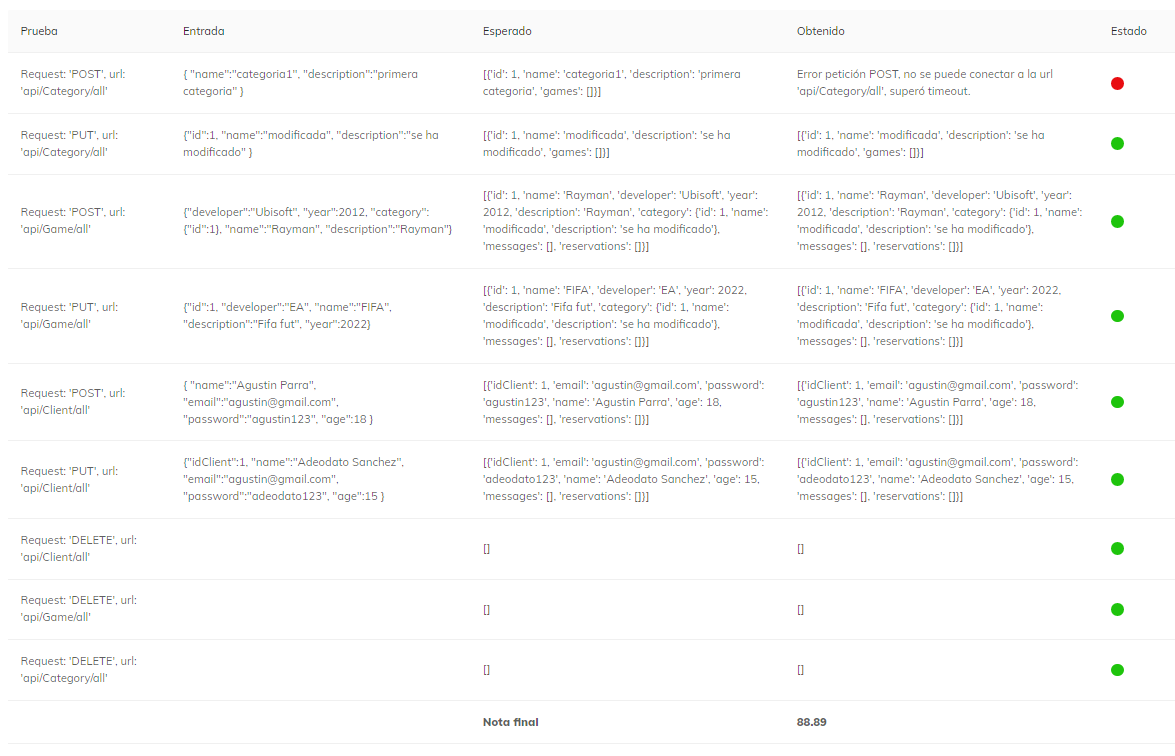 Prueba Entrada Esperado Obtenido Estado
Request: 'POST', url:
'api/Category/all'
{ "name":"categoria1", "description":"primera
categoria" }
[{'id': 1, 'name': 'categoria1', 'description': 'primera
categoria', 'games': []}]
Error petición POST, no se puede conectar a la url
'api/Category/all', superó timeout.
Request: 'PUT', url:
'api/Category/all'
{"id":1, "name":"modificada", "description":"se ha
modificado" }
[{'id': 1, 'name': 'modificada', 'description': 'se ha
modificado', 'games': []}]
[{'id': 1, 'name': 'modificada', 'description': 'se ha
modificado', 'games': []}]
Request: 'POST', url:
'api/Game/all'
{"developer":"Ubisoft", "year":2012, "category":
{"id":1}, "name":"Rayman", "description":"Rayman"}
[{'id': 1, 'name': 'Rayman', 'developer': 'Ubisoft', 'year':
2012, 'description': 'Rayman', 'category': {'id': 1, 'name':
'modificada', 'description': 'se ha modificado'},
'messages': [], 'reservations': []}]
[{'id': 1, 'name': 'Rayman', 'developer': 'Ubisoft', 'year':
2012, 'description': 'Rayman', 'category': {'id': 1, 'name':
'modificada', 'description': 'se ha modificado'},
'messages': [], 'reservations': []}]
Request: 'PUT', url:
'api/Game/all'
{"id":1, "developer":"EA", "name":"FIFA",
"description":"Fifa fut", "year":2022}
[{'id': 1, 'name': 'FIFA', 'developer': 'EA', 'year': 2022,
'description': 'Fifa fut', 'category': {'id': 1, 'name':
'modificada', 'description': 'se ha modificado'},
'messages': [], 'reservations': []}]
[{'id': 1, 'name': 'FIFA', 'developer': 'EA', 'year': 2022,
'description': 'Fifa fut', 'category': {'id': 1, 'name':
'modificada', 'description': 'se ha modificado'},
'messages': [], 'reservations': []}]
Request: 'POST', url:
'api/Client/all'
{ "name":"Agustin Parra",
"email":"agustin@gmail.com",
"password":"agustin123", "age":18 }
[{'idClient': 1, 'email': 'agustin@gmail.com', 'password':
'agustin123', 'name': 'Agustin Parra', 'age': 18,
'messages': [], 'reservations': []}]
[{'idClient': 1, 'email': 'agustin@gmail.com', 'password':
'agustin123', 'name': 'Agustin Parra', 'age': 18,
'messages': [], 'reservations': []}]
Request: 'PUT', url:
'api/Client/all'
{"idClient":1, "name":"Adeodato Sanchez",
"email":"agustin@gmail.com",
"password":"adeodato123", "age":15 }
[{'idClient': 1, 'email': 'agustin@gmail.com', 'password':
'adeodato123', 'name': 'Adeodato Sanchez', 'age': 15,
'messages': [], 'reservations': []}]
[{'idClient': 1, 'email': 'agustin@gmail.com', 'password':
'adeodato123', 'name': 'Adeodato Sanchez', 'age': 15,
'messages': [], 'reservations': []}]
Request: 'DELETE', url:
'api/Client/all'
[]
[]
Request: 'DELETE', url:
'api/Game/all'
[]
[]
Request: 'DELETE', url:
'api/Category/all'
[]
[]
Nota final 88.89